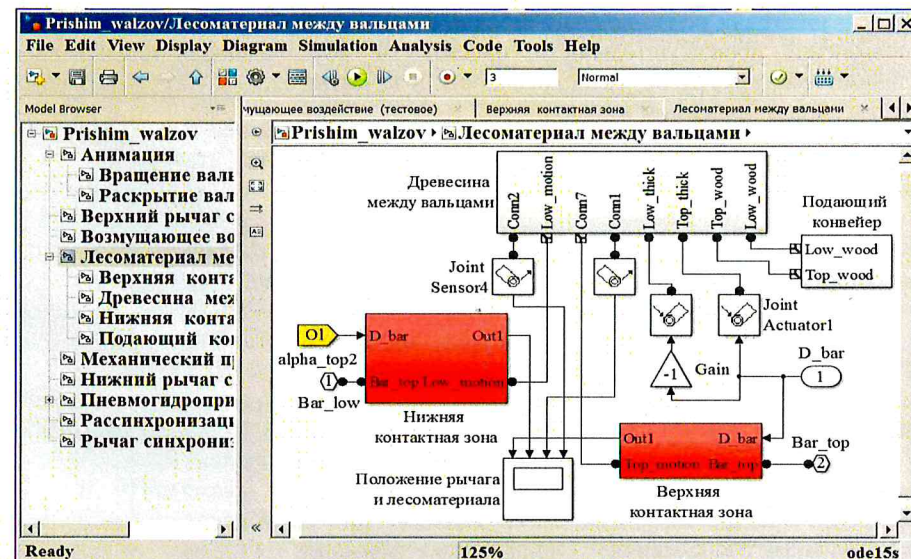 Prishim_walzov/Лесоматериал между вальцами
File Edit View Display Diagram Simulation Analysis Code Tools Help
3
Normal
Model Browser
мущающее воздействие (тестовое)
Верхняя контактная зона
Лесоматериал между вальцами
Prishim_walzov
Лесоматериал между вальцами
Prishim_walzov
Анимация
Вращение валь
Раскрытие вал
Верхний рычаг с
Возмущающее во
Лесоматериал ме
Верхняя конта
Древесина меж
Нижняя конта
Подающий ко
Механический п
Нижний рычаг с
Пневмогидропри
Рассинхронизац
Рычаг синхрони
Древесина
между вальцами
Conn2
Low_motion
Conn7
Conn1
Low_thick
Top_thick
Top_wood
Low_wood
Подающий
конвейер
Low_wood
Top_wood
Joint
Sensor4
Joint
Actuator1
O1
alpha_top2
D_bar
Out1
1
Bar_top
Low_motion
Bar_low
Нижняя
контактная зона
-1
Gain
D_bar
1
Положение рычага
и лесоматериала
Out1
D_bar
Top_motion
Bar_top
Bar_top
2
Верхняя
контактная зона
Ready
125%
ode15s